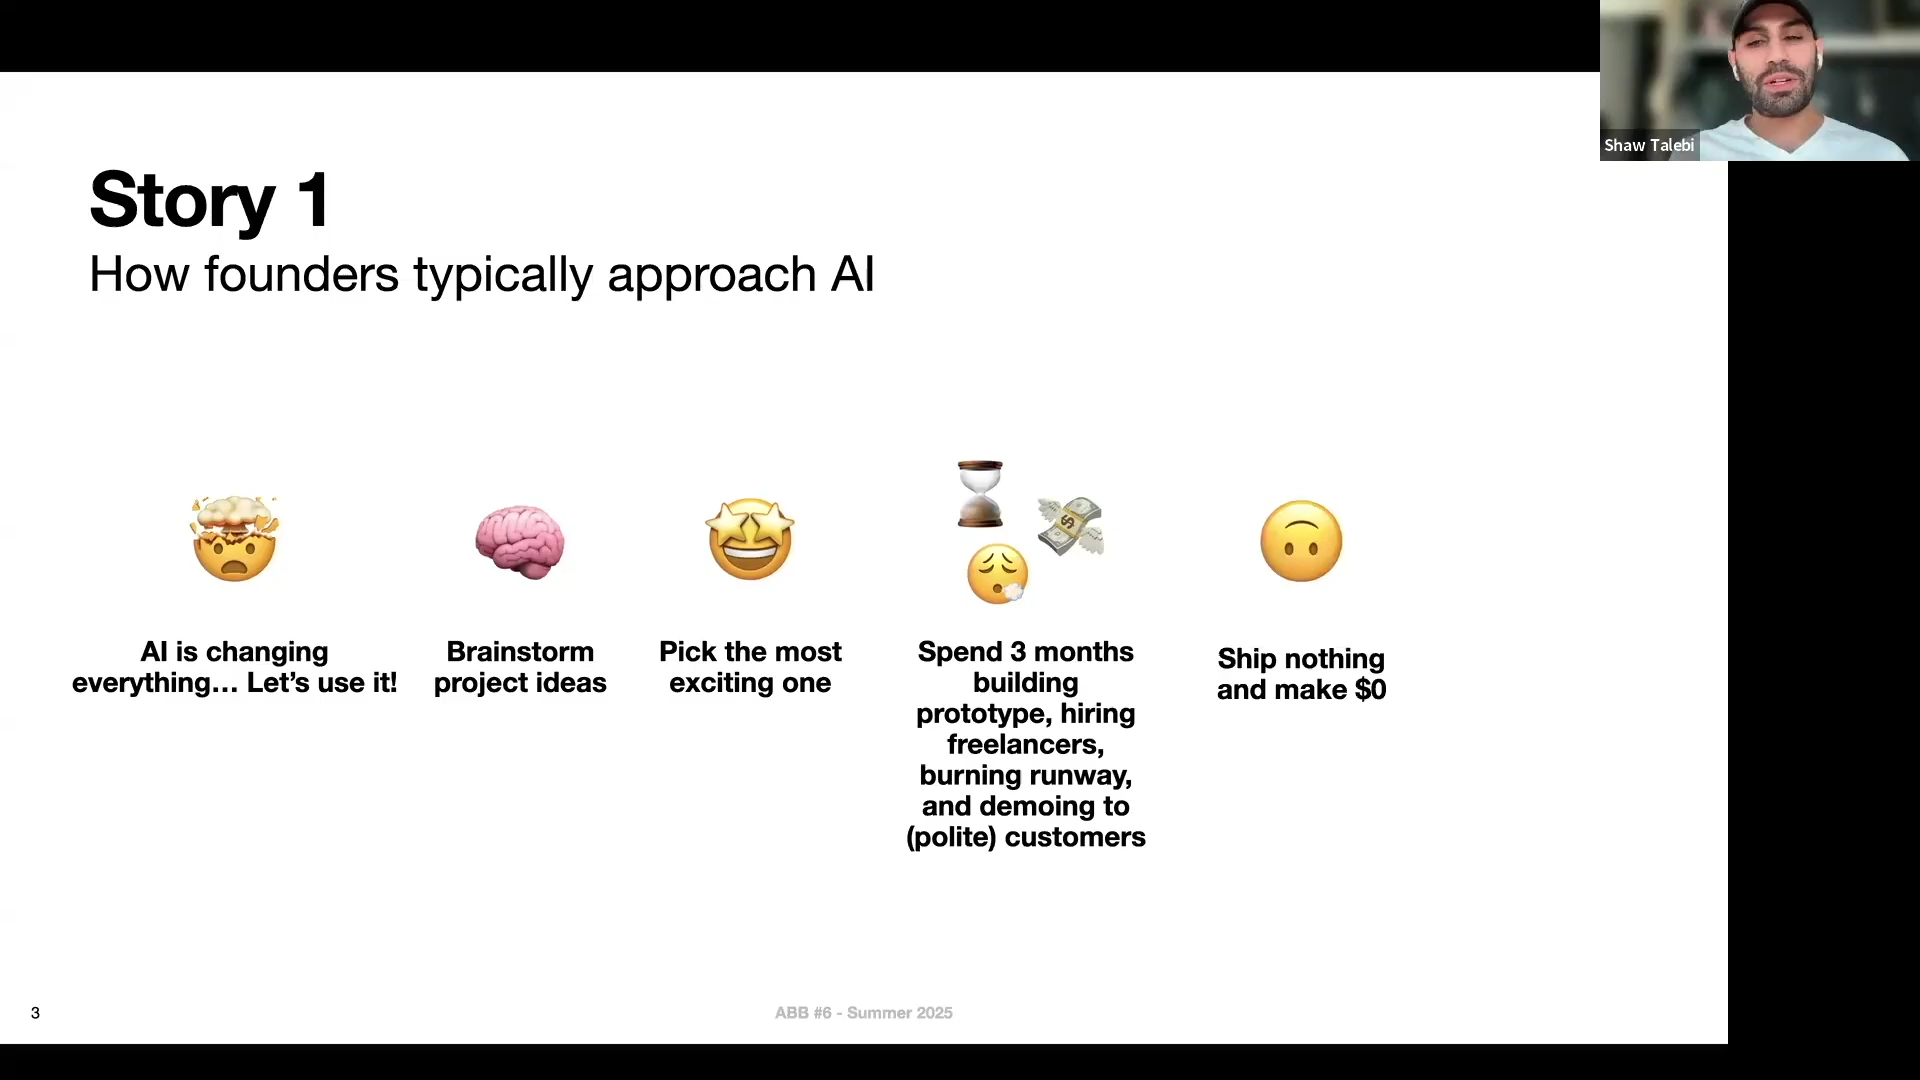 Shaw Talebi
Story 1
How founders typically approach AI
AI is changing
everything... Let's use it!
Brainstorm
project ideas
Pick the most
exciting one
Spend 3 months
building
prototype, hiring
freelancers,
burning runway,
and demoing to
(polite) customers
Ship nothing
and make $0
3
ABB #6 - Summer 2025